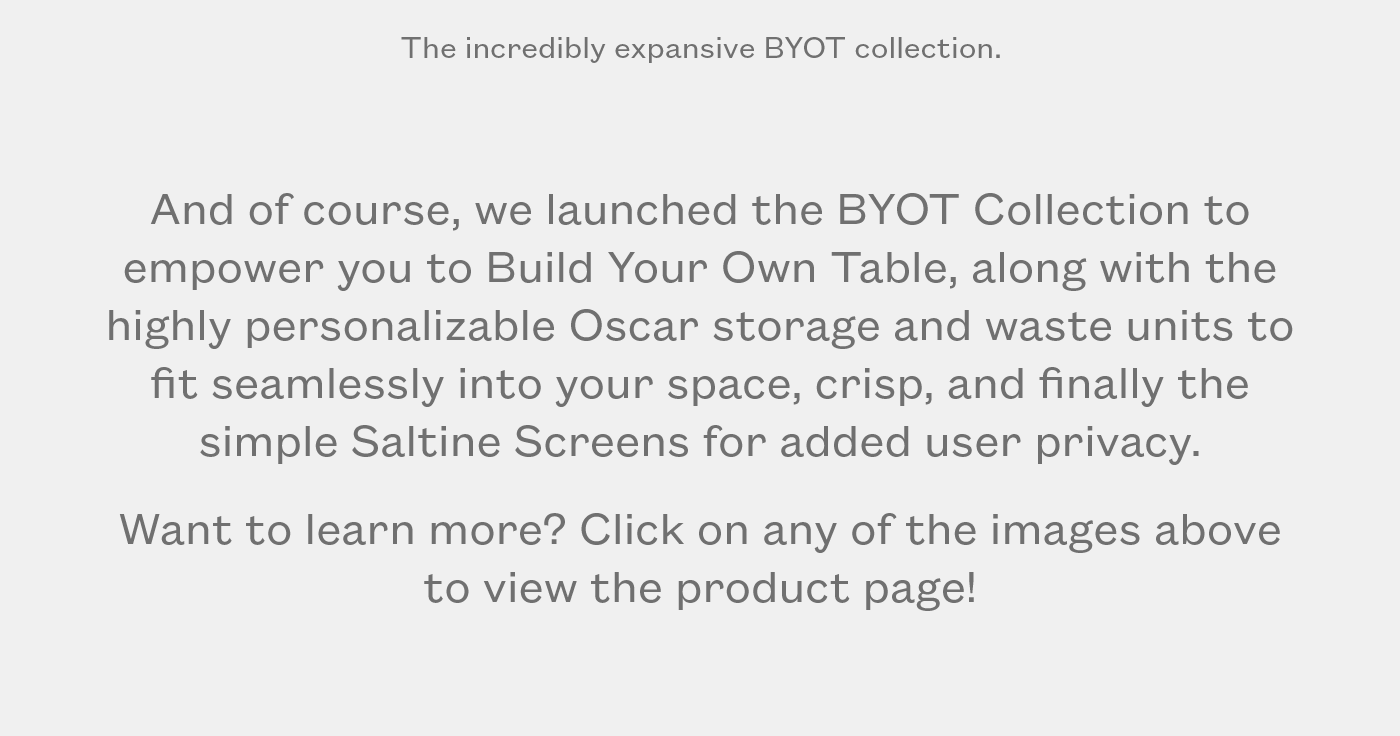 The incredibly expansive BYOT collection.
And of course, we launched the BYOT Collection to
empower you to Build Your Own Table, along with the
highly personalizable Oscar storage and waste units to
fit seamlessly into your space, crisp, and finally the
simple Saltine Screens for added user privacy.
Want to learn more? Click on any of the images above
to view the product page!